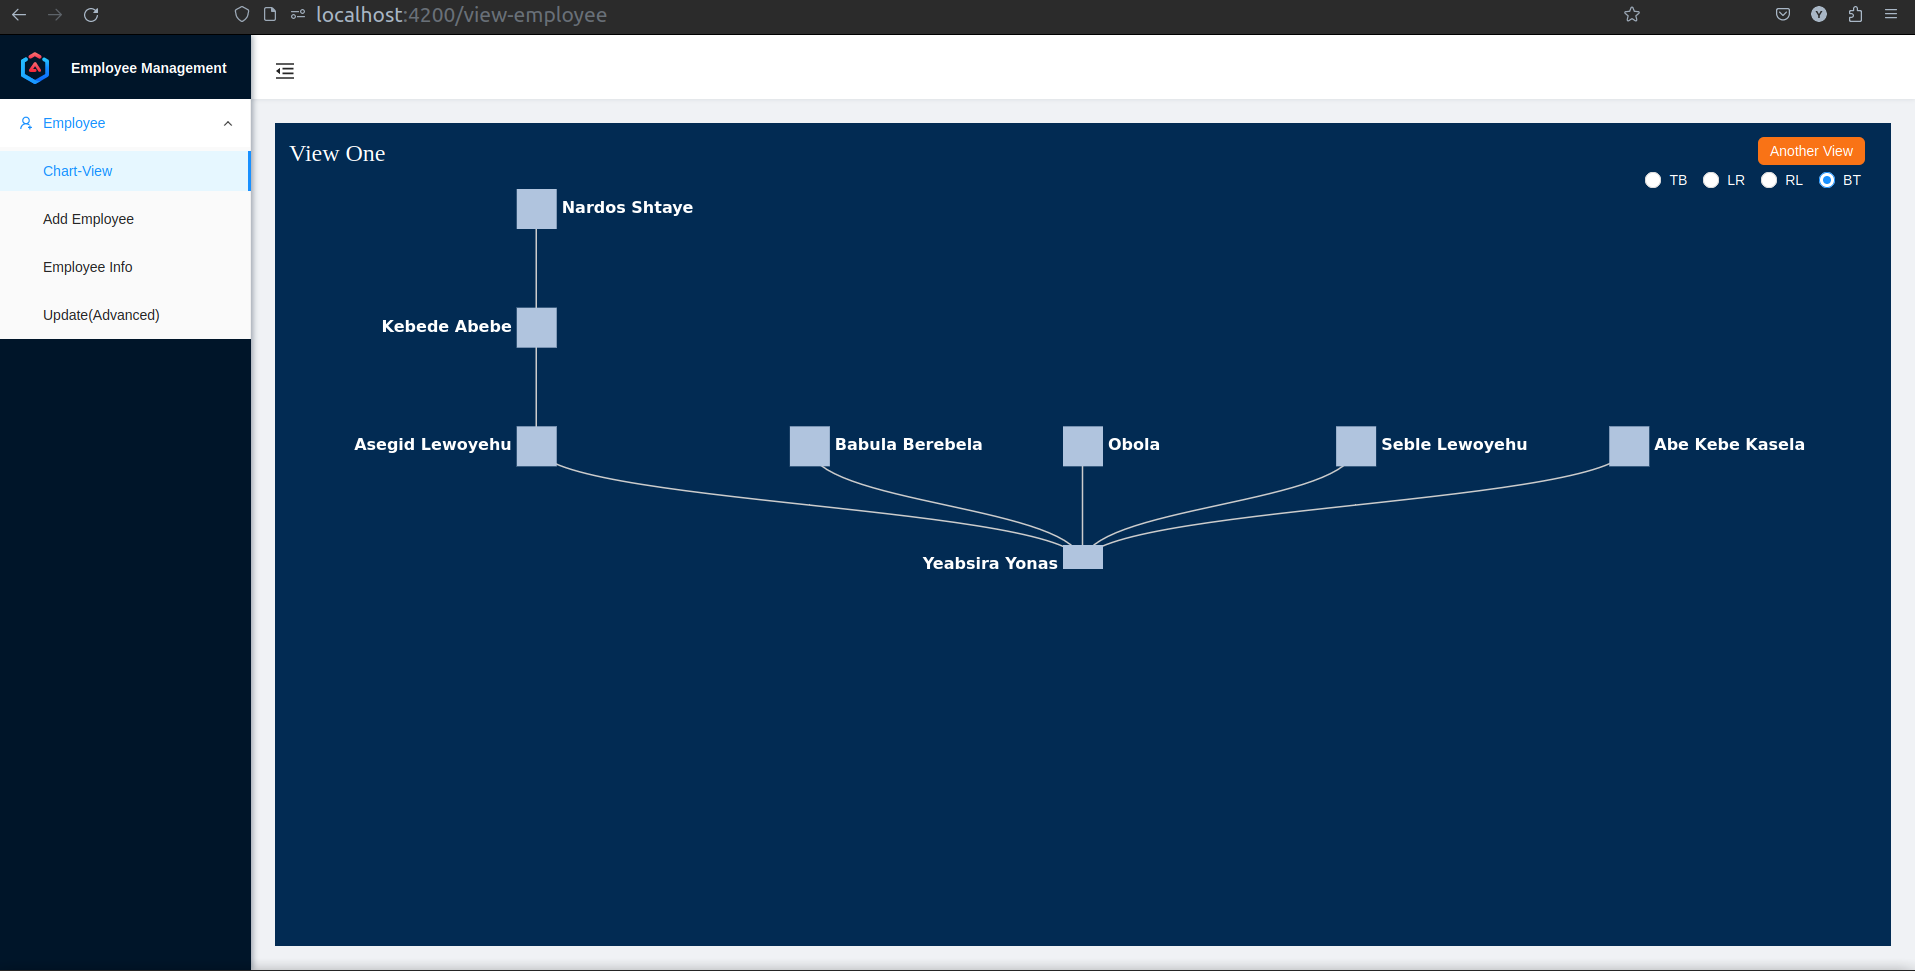 localhost:4200/view-employee
Y
Employee Management
Employee
Chart-View
Add Employee
Employee Info
Update(Advanced)
View One
Another View
TB LR RL BT
Nardos Shtaye
Kebede Abebe
Asegid Lewoyehu Babula Berebela Obola Seble Lewoyehu Abe Kebe Kasela
Yeabsira Yonas